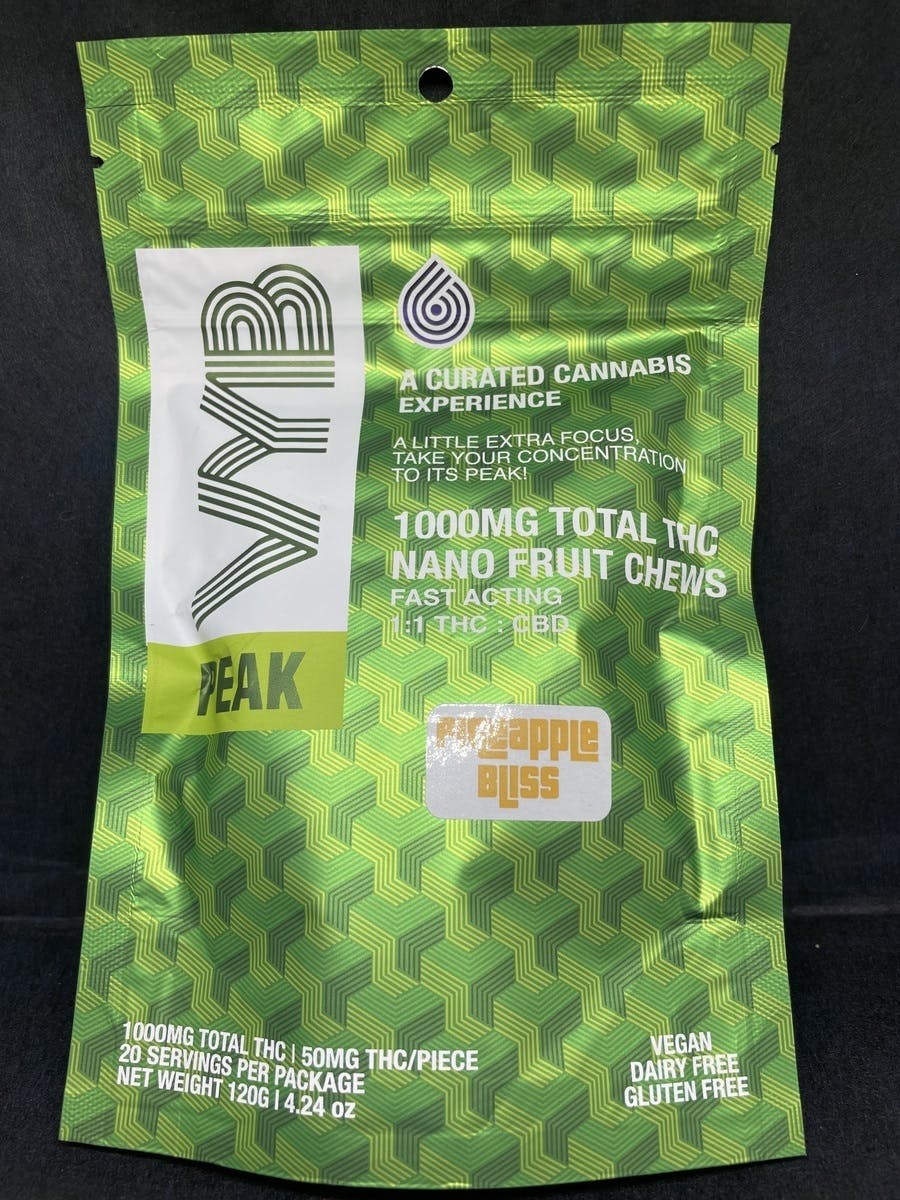 VYB
PEAK
A CURATED CANNABIS
EXPERIENCE
A LITTLE EXTRA FOCUS,
TAKE YOUR CONCENTRATION
TO ITS PEAK!
1000MG TOTAL THC
NANO FRUIT CHEWS
FAST ACTING
1:1 THC : CBD
PINEAPPLE
BLISS
1000MG TOTAL THC | 50MG THC/PIECE
20 SERVINGS PER PACKAGE
NET WEIGHT 120G | 4.24 oz
VEGAN
DAIRY FREE
GLUTEN FREE